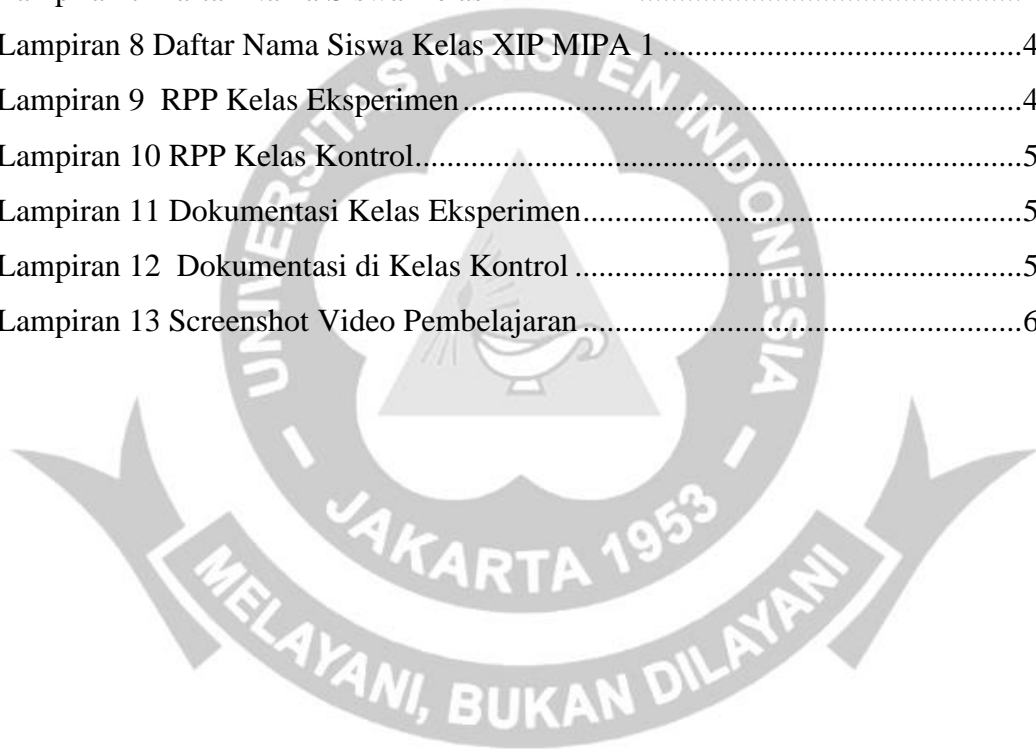 Lampiran 8 Daftar Nama Siswa Kelas XIP MIPA 1 ........................................................4
Lampiran 9  RPP Kelas Eksperimen ....................................................................................4
Lampiran 10 RPP Kelas Kontrol...........................................................................................5
Lampiran 11 Dokumentasi Kelas Eksperimen....................................................................5
Lampiran 12  Dokumentasi di Kelas Kontrol .....................................................................5
Lampiran 13 Screenshot Video Pembelajaran ....................................................................6
UNIVERSITAS KRISTEN INDONESIA
JAKARTA 1953
MELAYANI, BUKAN DILAYANI